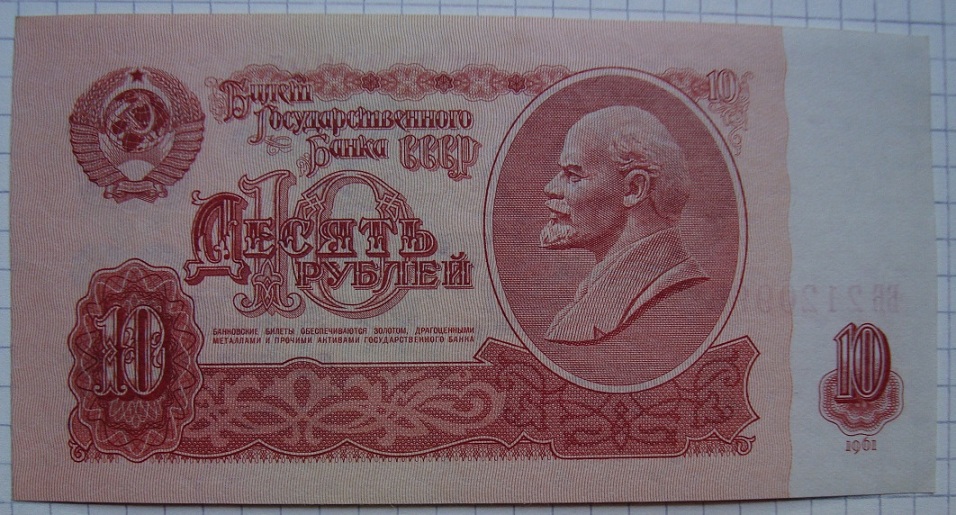 Билет
Государственного
Банка СССР
10
10
Десять
рублей
БАНКОВСКИЕ БИЛЕТЫ ОБЕСПЕЧИВАЮТСЯ ЗОЛОТОМ, ДРАГОЦЕННЫМИ
МЕТАЛЛАМИ И ПРОЧИМИ АКТИВАМИ ГОСУДАРСТВЕННОГО БАНКА
10
10
1961